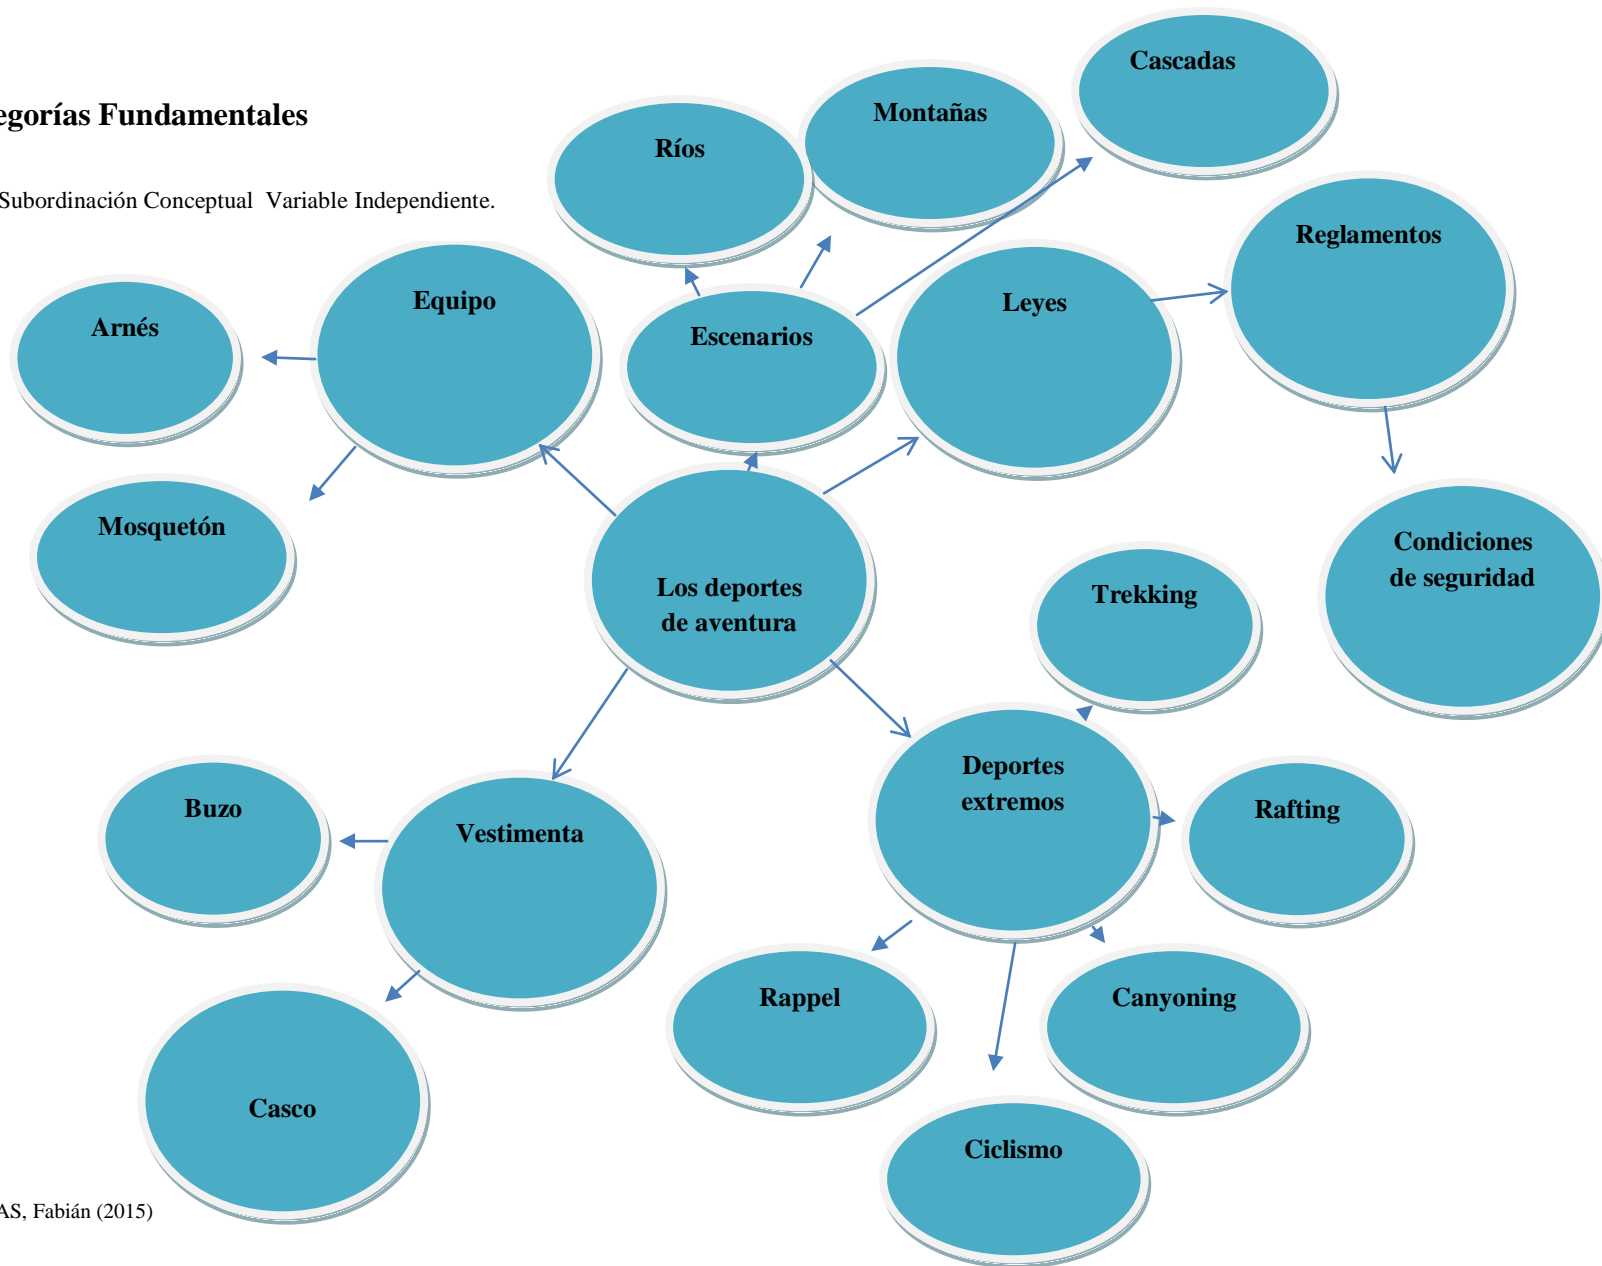 egorías Fundamentales
Subordinación Conceptual  Variable Independiente.
Cascadas
Montañas
Ríos
Reglamentos
Equipo
Leyes
Arnés
Escenarios
Mosquetón
Condiciones
de seguridad
Los deportes
de aventura
Trekking
Deportes
extremos
Buzo
Vestimenta
Rafting
Rappel
Canyoning
Casco
Ciclismo
AS, Fabián (2015)